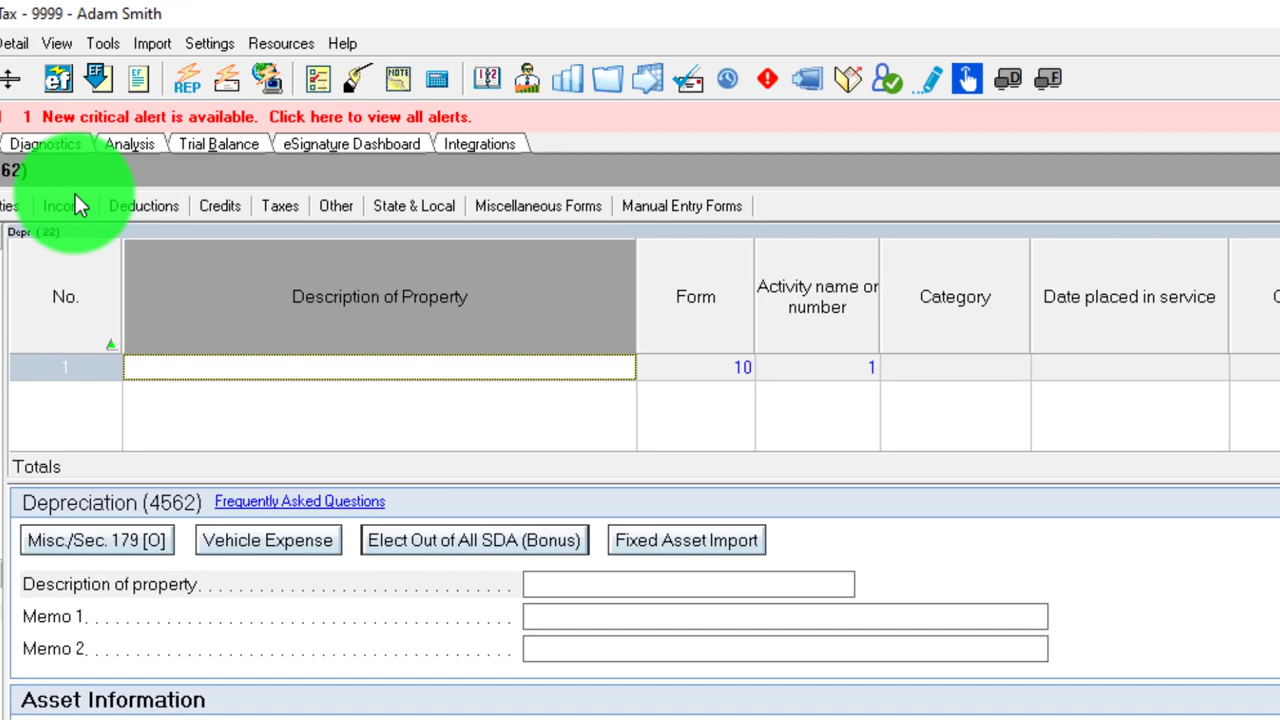 Tax - 9999 - Adam Smith
Detail View Tools Import Settings Resources Help
REP NOTE
1 New critical alert is available. Click here to view all alerts.
Diagnostics Analysis Trial Balance eSignature Dashboard Integrations
62)
ties Deductions Credits Taxes Other State & Local Miscellaneous Forms Manual Entry Forms
Depr (22)
No. Description of Property Form Activity name or number Category Date placed in service
1 10 1
Totals
Depreciation (4562) Frequently Asked Questions
Misc./Sec. 179 [O] Vehicle Expense Elect Out of All SDA (Bonus) Fixed Asset Import
Description of property
Memo 1
Memo 2
Asset Information